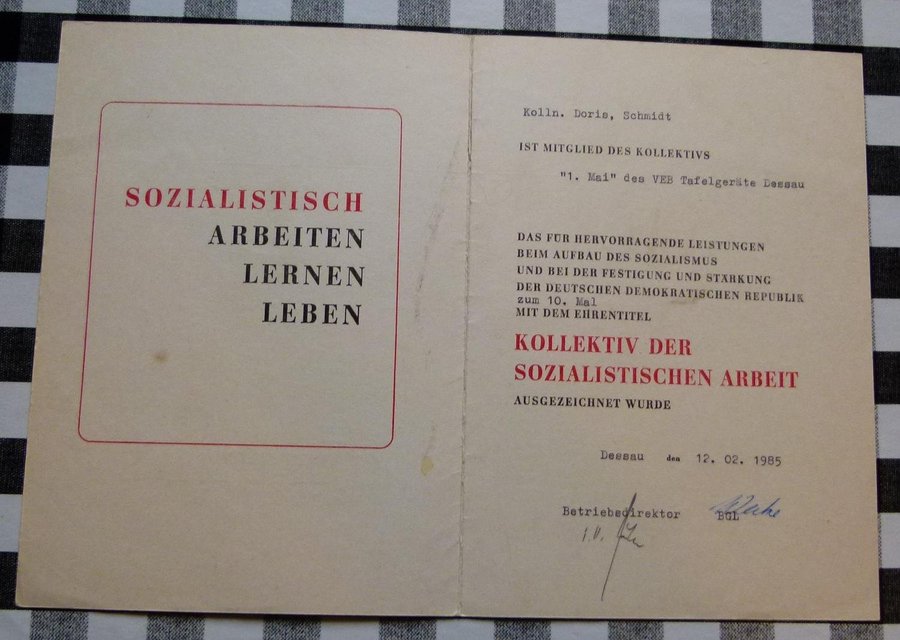 SOZIALISTISCH
ARBEITEN
LERNEN
LEBEN
Kolln. Doris, Schmidt
IST MITGLIED DES KOLLEKTIVS
"1. Mai" des VEB Tafelgeräte Dessau
DAS FÜR HERVORRAGENDE LEISTUNGEN
BEIM AUFBAU DES SOZIALISMUS
UND BEI DER FESTIGUNG UND STÄRKUNG
DER DEUTSCHEN DEMOKRATISCHEN REPUBLIK
zum 10. Mal
MIT DEM EHRENTITEL
KOLLEKTIV DER
SOZIALISTISCHEN ARBEIT
AUSGEZEICHNET WURDE
Dessau den 12. 02. 1985
Betriebsdirektor BGL